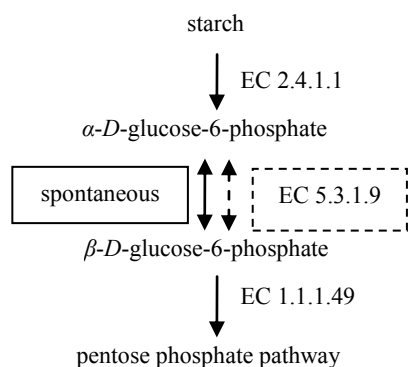 starch
EC 2.4.1.1
α-D-glucose-6-phosphate
spontaneous
EC 5.3.1.9
β-D-glucose-6-phosphate
EC 1.1.1.49
pentose phosphate pathway